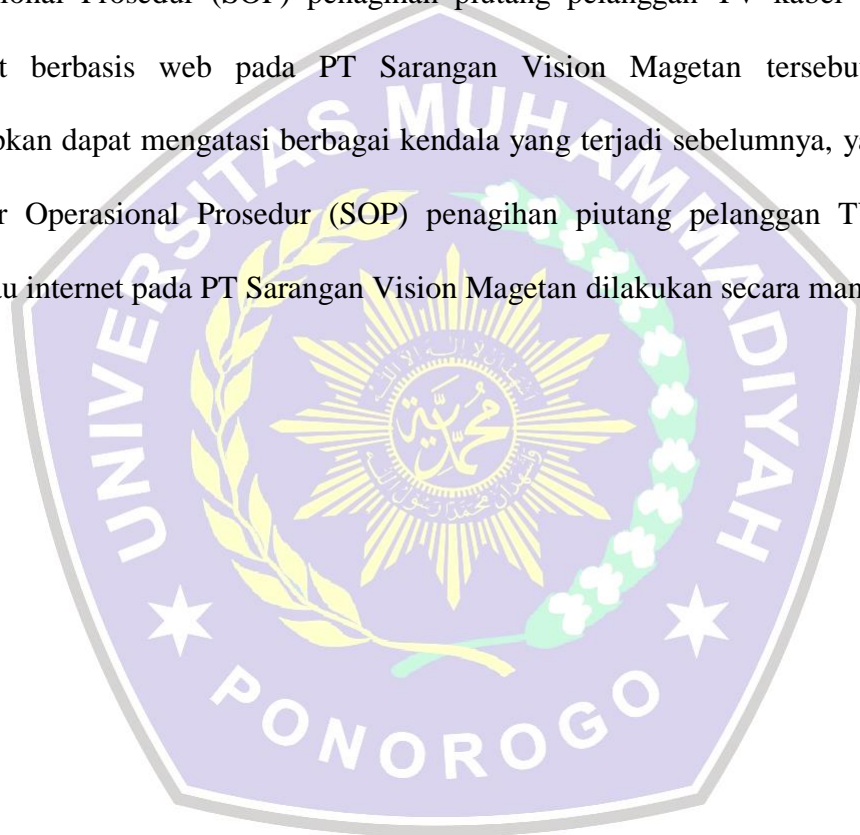 ional Prosedur (SOP) penagihan piutang pelanggan TV kabel
t berbasis web pada PT Sarangan Vision Magetan tersebut
pkan dapat mengatasi berbagai kendala yang terjadi sebelumnya, ya
r Operasional Prosedur (SOP) penagihan piutang pelanggan T
au internet pada PT Sarangan Vision Magetan dilakukan secara man
UNIVERSITAS MUHAMMADIYAH
محمدية
PONOROGO